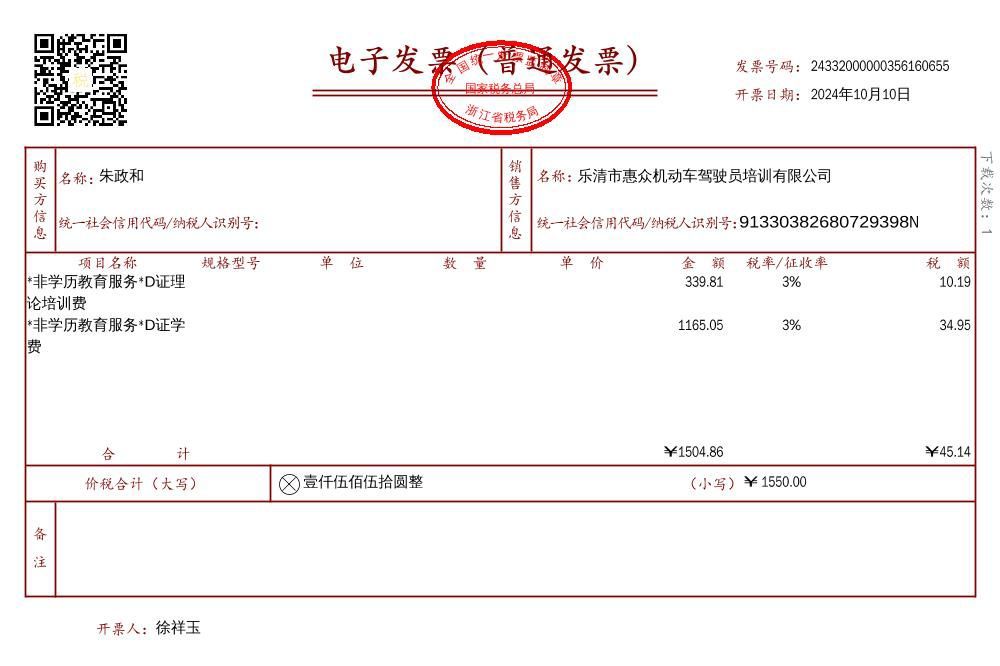 电子发票（普通发票）
全国统一发票监制章
国家税务总局
浙江省税务局
税
发票号码：24332000000356160655
开票日期：2024年10月10日
下载次数：1
购买方信息
名称：朱政和
统一社会信用代码/纳税人识别号：
销售方信息
名称：乐清市惠众机动车驾驶员培训有限公司
统一社会信用代码/纳税人识别号：91330382680729398N
项目名称 规格型号 单 位 数 量 单 价 金 额 税率/征收率 税 额
*非学历教育服务*D证理 339.81 3% 10.19
论培训费
*非学历教育服务*D证学 1165.05 3% 34.95
费
合 计 ¥1504.86 ¥45.14
价税合计（大写） ⊗壹仟伍佰伍拾圆整 （小写）¥ 1550.00
备注
开票人：徐祥玉